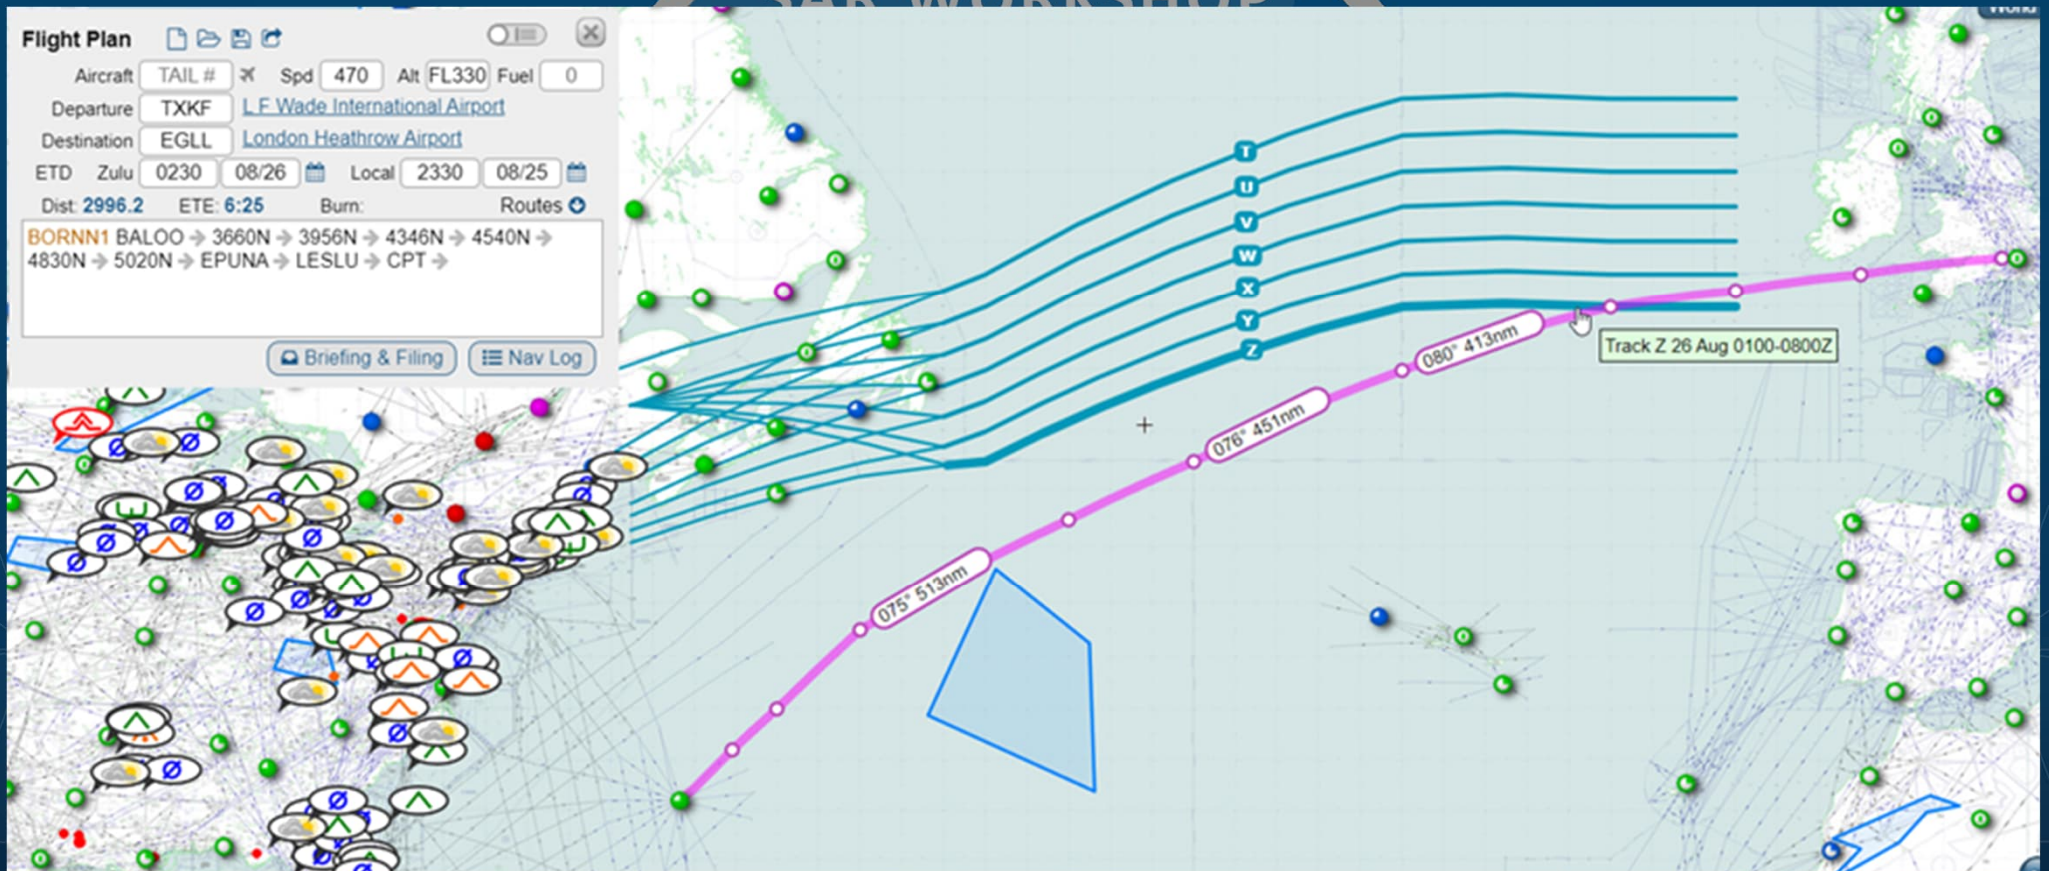 SAR WORKSHOP
World
Flight Plan
Aircraft TAIL # Spd 470 Alt FL330 Fuel 0
Departure TXKF L F Wade International Airport
Destination EGLL London Heathrow Airport
ETD Zulu 0230 08/26 Local 2330 08/25
Dist: 2996.2 ETE: 6:25 Burn: Routes
BORNN1 BALOO → 3660N → 3956N → 4346N → 4540N →
4830N → 5020N → EPUNA → LESLU → CPT →
Briefing & Filing Nav Log
T
U
V
W
X
Y
Z
080° 413nm
Track Z 26 Aug 0100-0800Z
076° 451nm
075° 513nm